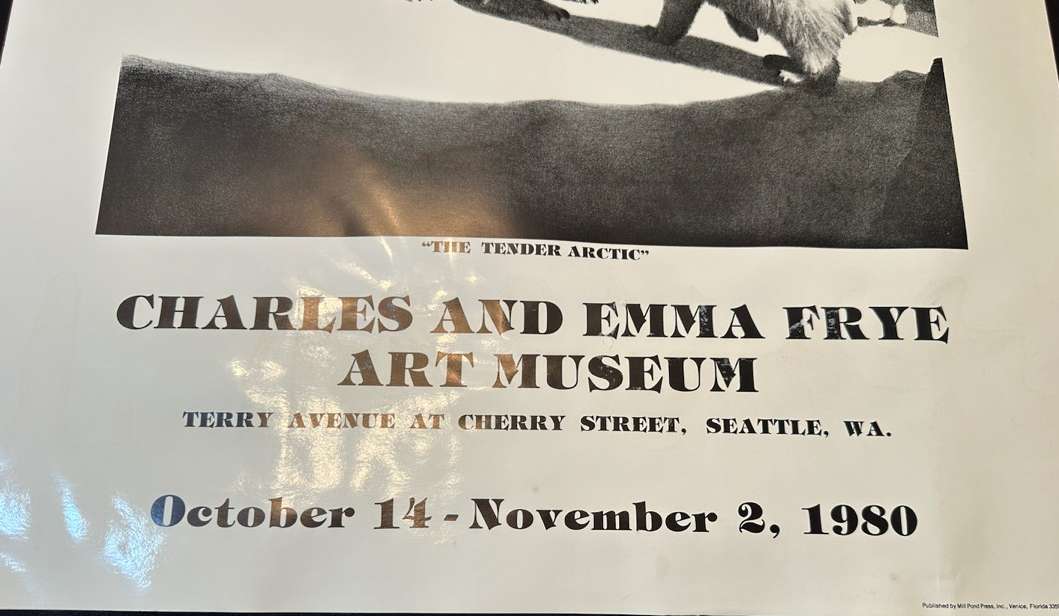 "THE TENDER ARCTIC"
CHARLES AND EMMA FRYE
ART MUSEUM
TERRY AVENUE AT CHERRY STREET, SEATTLE, WA.
October 14 - November 2, 1980
Published by Mill Pond Press, Inc., Venice, Florida